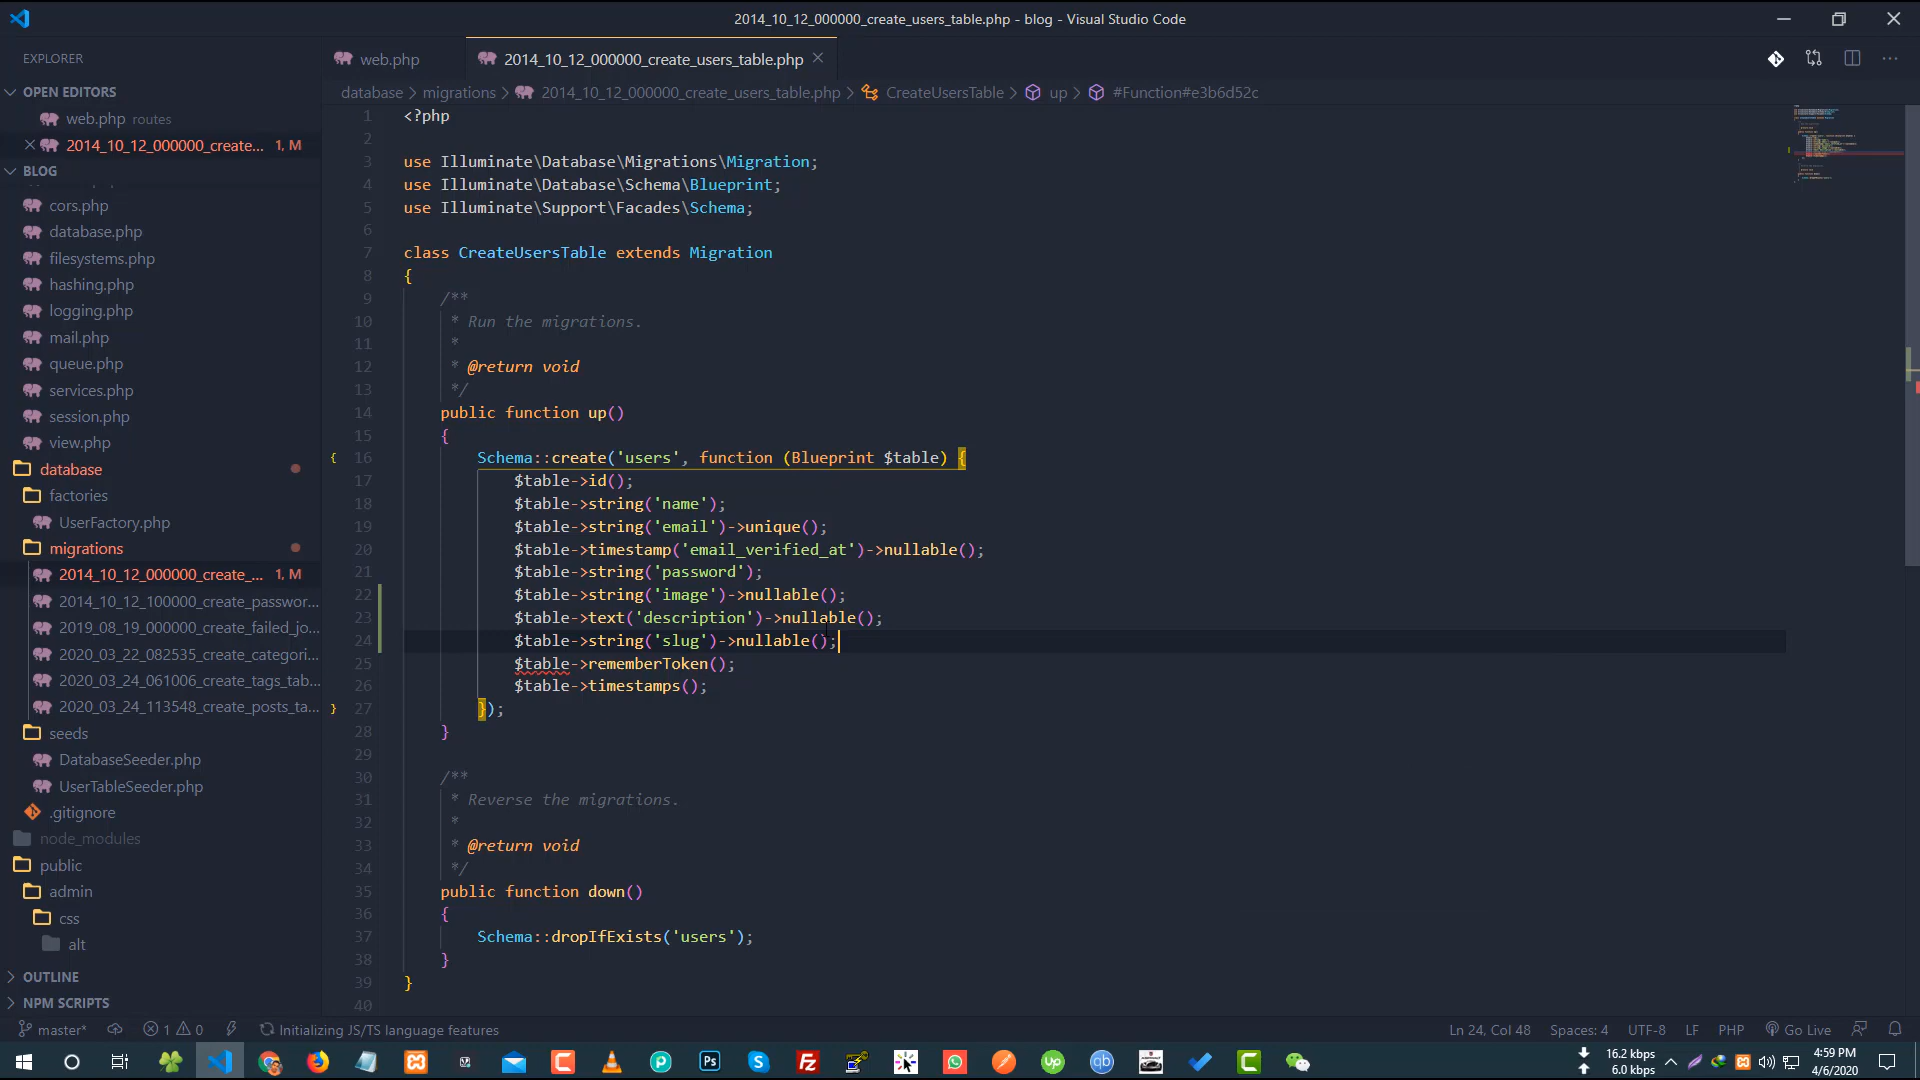 2014_10_12_000000_create_users_table.php - blog - Visual Studio Code
EXPLORER
OPEN EDITORS
web.php routes
2014_10_12_000000_create... 1, M
BLOG
cors.php
database.php
filesystems.php
hashing.php
logging.php
mail.php
queue.php
services.php
session.php
view.php
database
factories
UserFactory.php
migrations
2014_10_12_000000_create_... 1, M
2014_10_12_100000_create_passwor...
2019_08_19_000000_create_failed_jo...
2020_03_22_082535_create_categori...
2020_03_24_061006_create_tags_tab...
2020_03_24_113548_create_posts_ta...
seeds
DatabaseSeeder.php
UserTableSeeder.php
.gitignore
node_modules
public
admin
css
alt
OUTLINE
NPM SCRIPTS
web.php
2014_10_12_000000_create_users_table.php
database > migrations > 2014_10_12_000000_create_users_table.php > CreateUsersTable > up > #Function#e3b6d52c
1 <?php
2
3 use Illuminate\Database\Migrations\Migration;
4 use Illuminate\Database\Schema\Blueprint;
5 use Illuminate\Support\Facades\Schema;
6
7 class CreateUsersTable extends Migration
8 {
9 /**
10 * Run the migrations.
11 *
12 * @return void
13 */
14 public function up()
15 {
{ 16 Schema::create('users', function (Blueprint $table) {
17 $table->id();
18 $table->string('name');
19 $table->string('email')->unique();
20 $table->timestamp('email_verified_at')->nullable();
21 $table->string('password');
22 $table->string('image')->nullable();
23 $table->text('description')->nullable();
24 $table->string('slug')->nullable();
25 $table->rememberToken();
26 $table->timestamps();
} 27 });
28 }
29
30 /**
31 * Reverse the migrations.
32 *
33 * @return void
34 */
35 public function down()
36 {
37 Schema::dropIfExists('users');
38 }
39 }
40
master* 1 0 Initializing JS/TS language features Ln 24, Col 48 Spaces: 4 UTF-8 LF PHP Go Live
Ps
Fz
up
qb
16.2 kbps
6.0 kbps
4:59 PM
4/6/2020